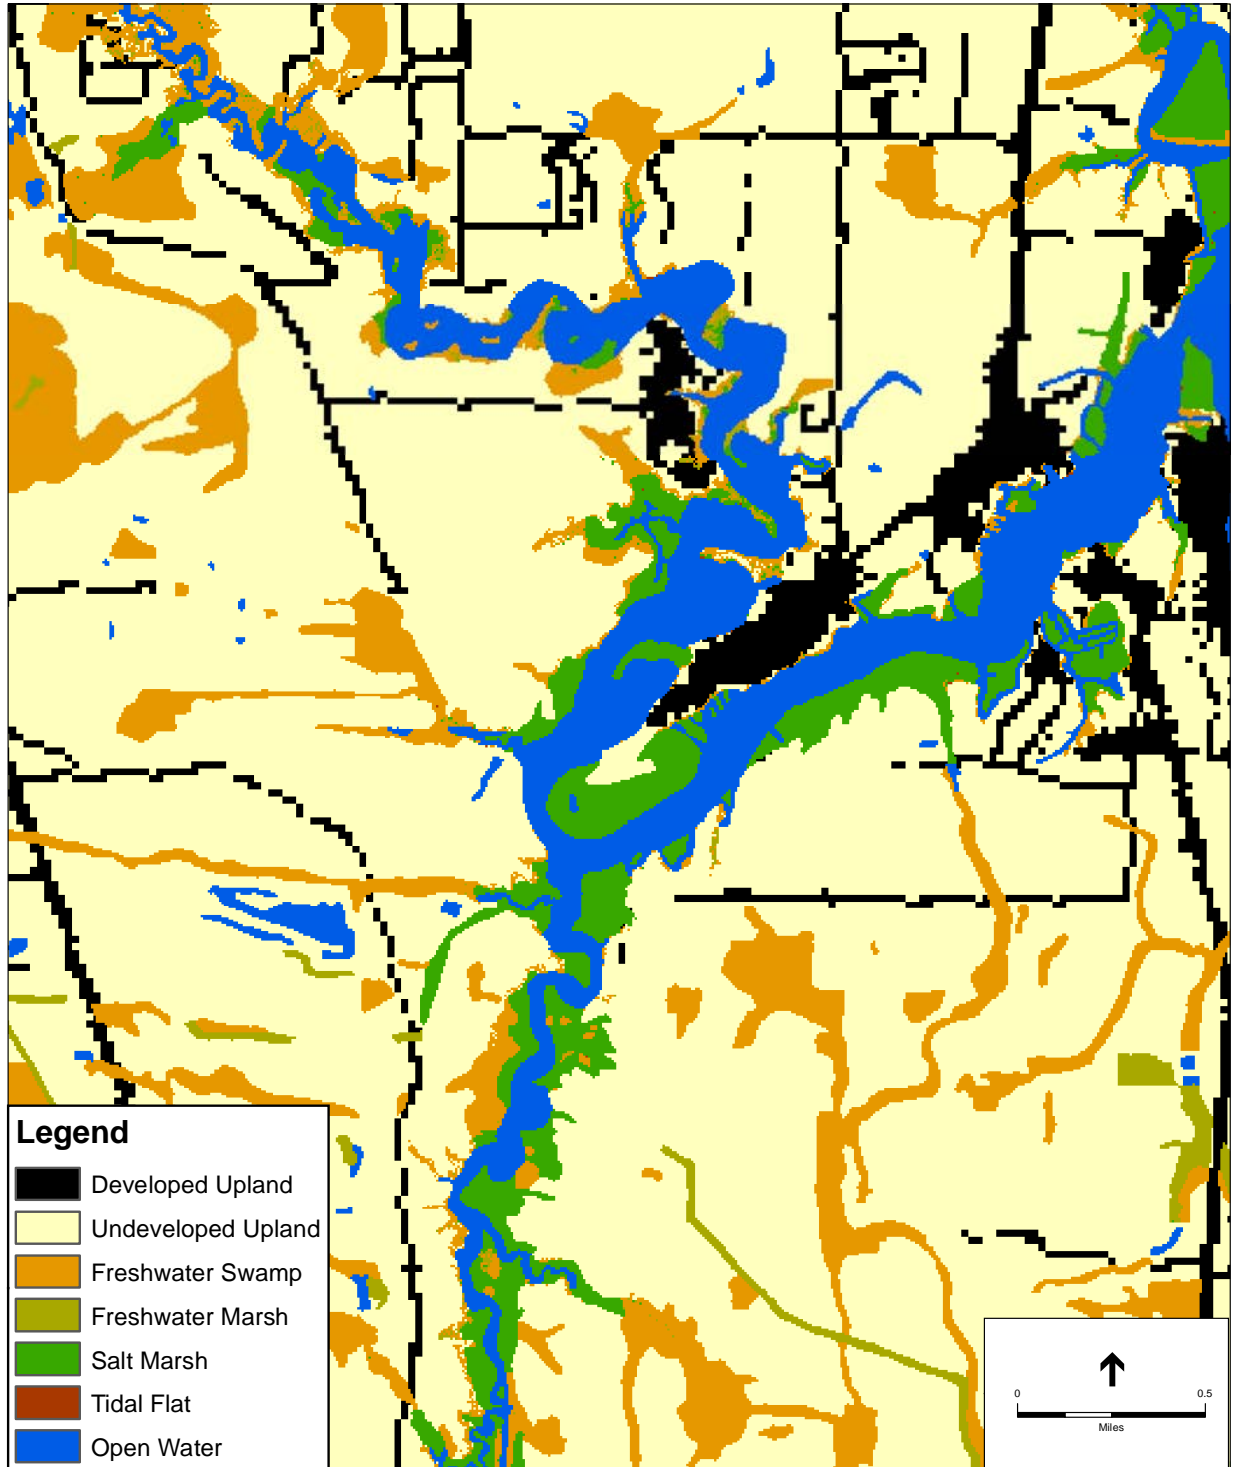 Legend
Developed Upland
Undeveloped Upland
Freshwater Swamp
Freshwater Marsh
Salt Marsh
Tidal Flat
Open Water
0 0.5
Miles